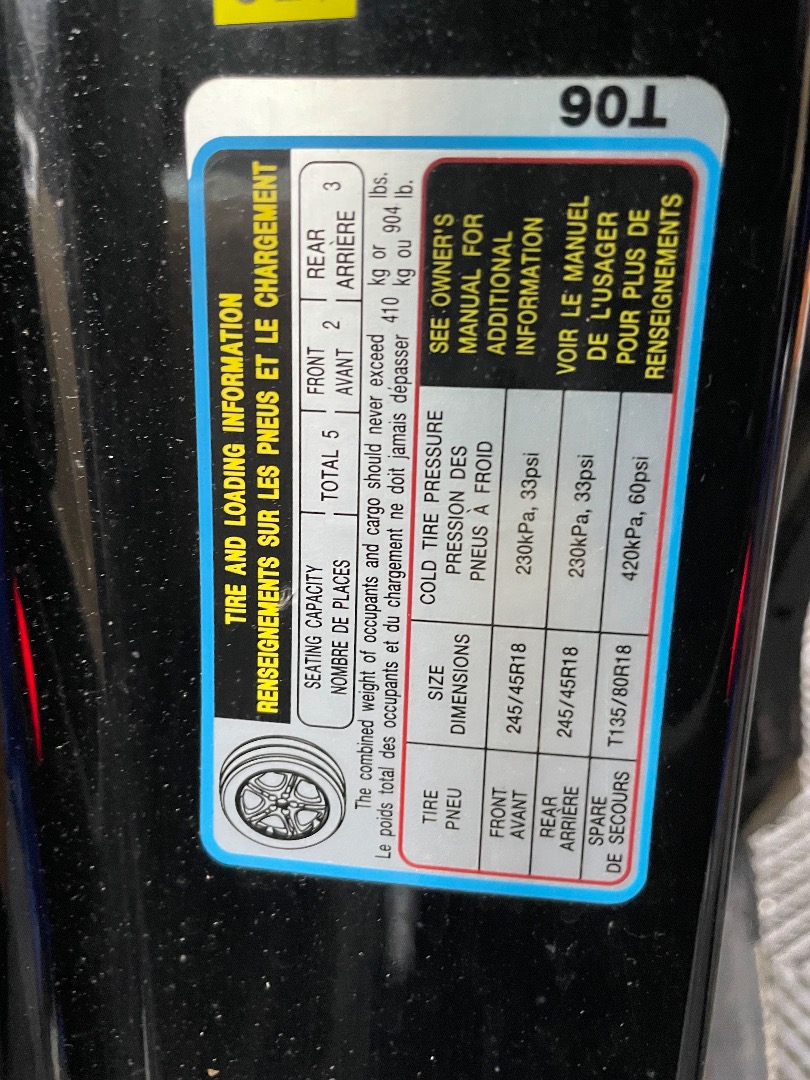 TIRE AND LOADING INFORMATION
RENSEIGNEMENTS SUR LES PNEUS ET LE CHARGEMENT
SEATING CAPACITY
NOMBRE DE PLACES
TOTAL 5
FRONT
AVANT 2
REAR
ARRIÈRE 3
The combined weight of occupants and cargo should never exceed 410 kg or 904 lbs.
Le poids total des occupants et du chargement ne doit jamais dépasser 410 kg ou 904 lb.
TIRE
PNEU
SIZE
DIMENSIONS
COLD TIRE PRESSURE
PRESSION DES
PNEUS À FROID
FRONT
AVANT
245/45R18
230kPa, 33psi
REAR
ARRIÈRE
245/45R18
230kPa, 33psi
SPARE
DE SECOURS
T135/80R18
420kPa, 60psi
SEE OWNER'S
MANUAL FOR
ADDITIONAL
INFORMATION
VOIR LE MANUEL
DE L'USAGER
POUR PLUS DE
RENSEIGNEMENTS
T06